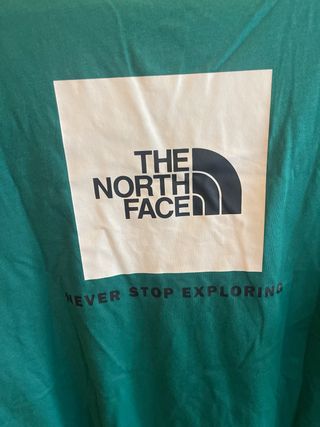 THE
NORTH
FACE
NEVER STOP EXPLORING